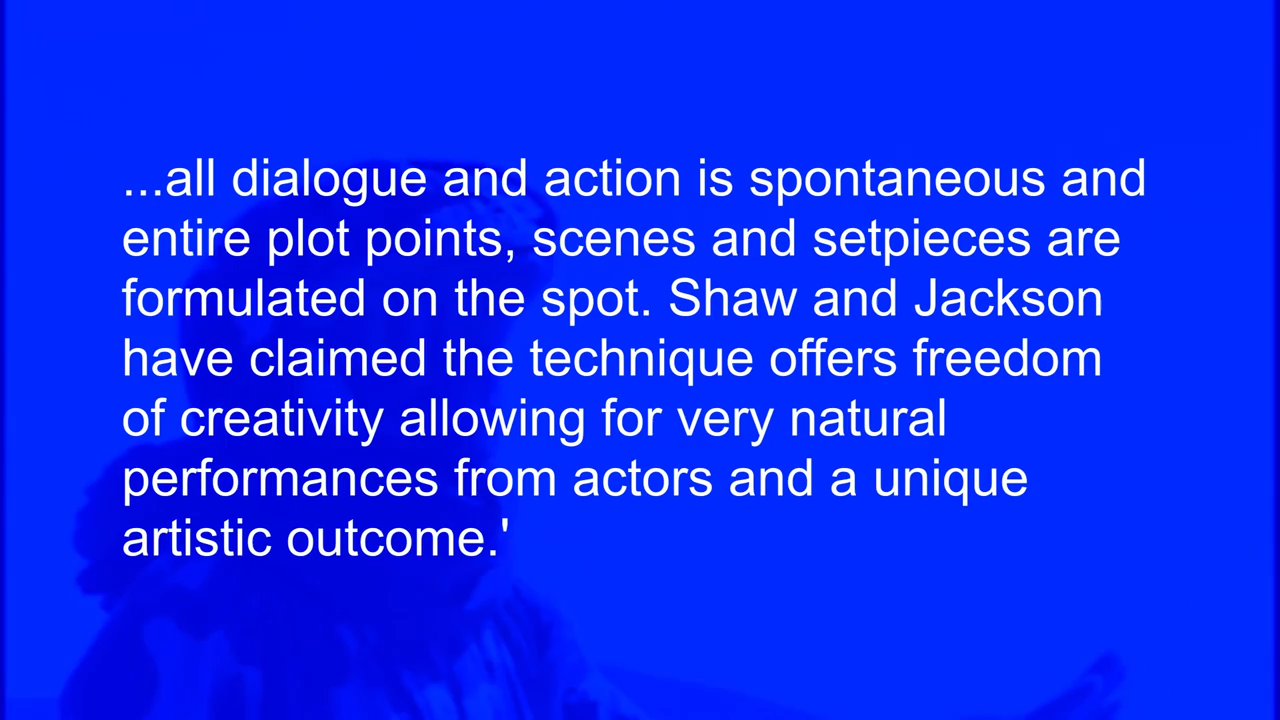 ...all dialogue and action is spontaneous and
entire plot points, scenes and setpieces are
formulated on the spot. Shaw and Jackson
have claimed the technique offers freedom
of creativity allowing for very natural
performances from actors and a unique
artistic outcome.'